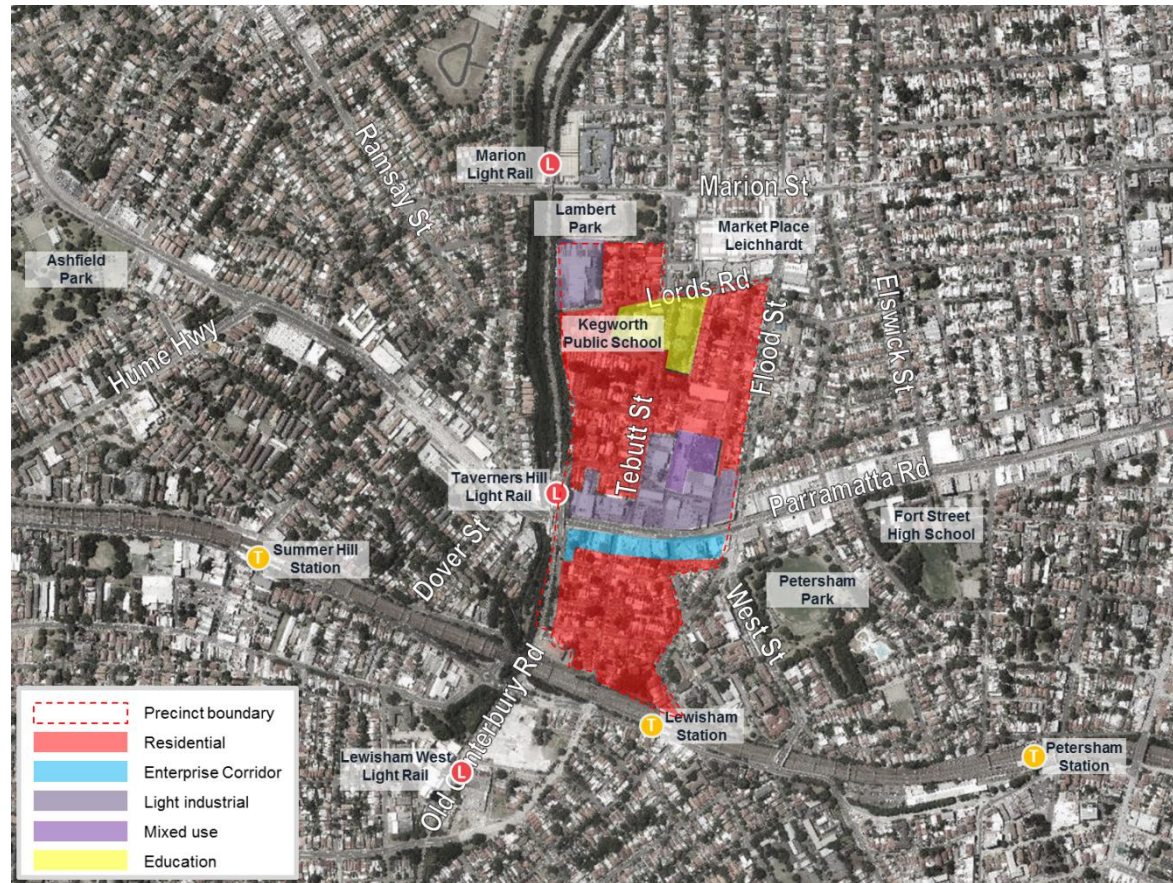 Ramsay St
L
Marion
Light Rail
Marion St
Lambert
Park
Market Place
Leichhardt
Ashfield
Park
Lords Rd
Elswick St
Kegworth
Public School
Flood St
Hume Hwy
Tebutt St
Parramatta Rd
Taverners Hill
Light Rail
L
Fort Street
High School
Dover St
T
Summer Hill
Station
Petersham
Park
West St
Old Canterbury Rd
T
Lewisham
Station
Lewisham West
Light Rail
L
T
Petersham
Station
Precinct boundary
Residential
Enterprise Corridor
Light industrial
Mixed use
Education